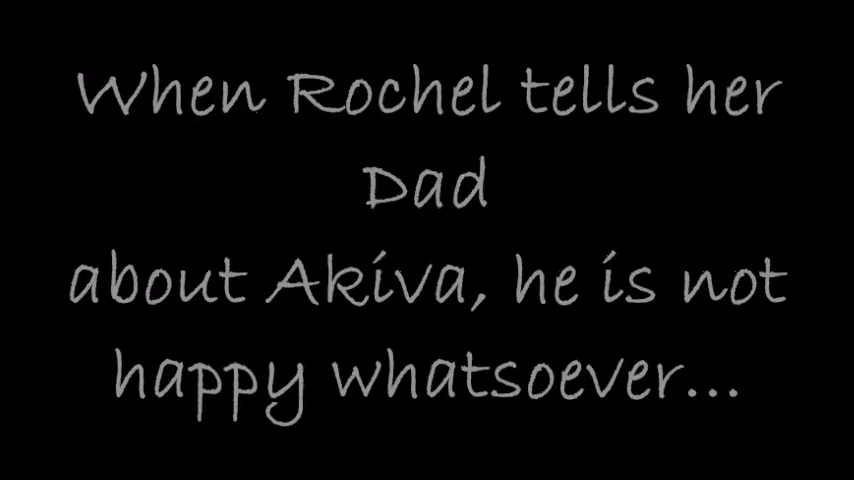 When Rochel tells her
Dad
about Akiva, he is not
happy whatsoever...